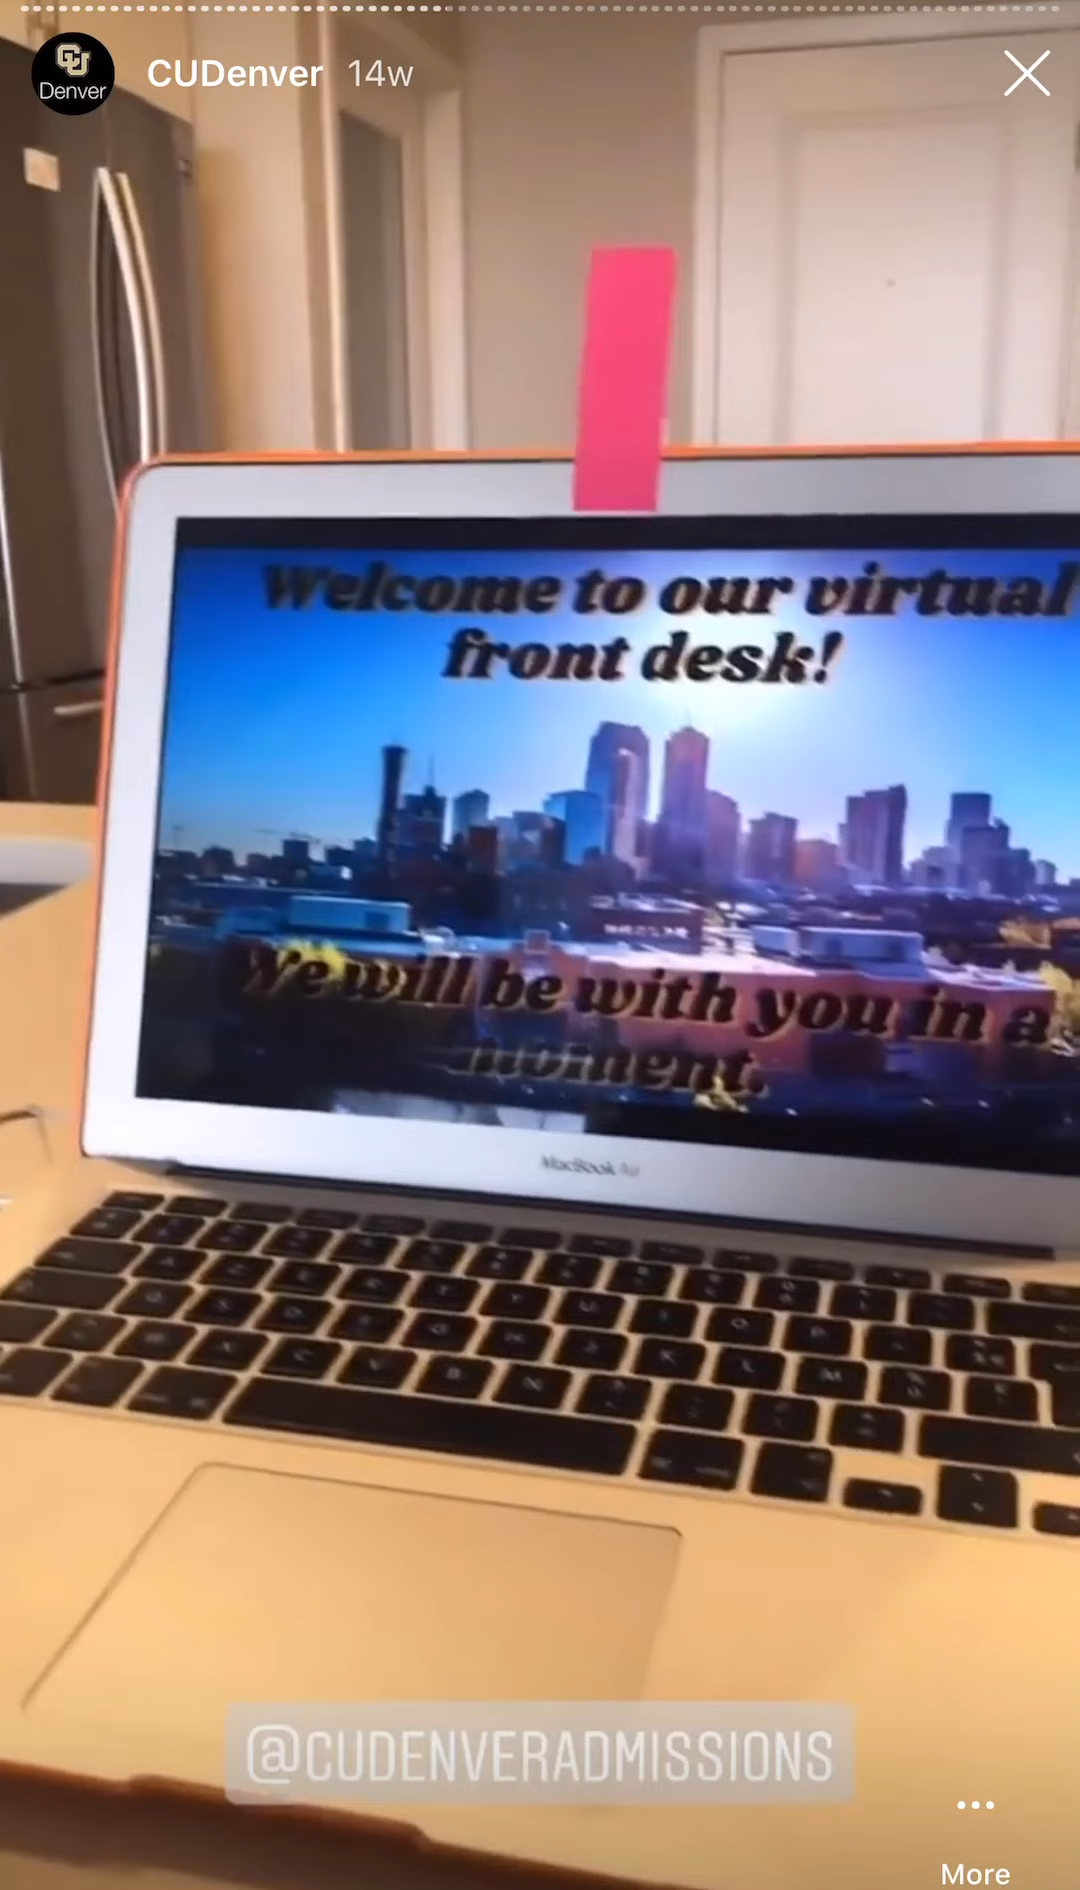 CU
Denver
CUDenver 14w
Welcome to our virtual
front desk!
We will be with you in a
moment.
MacBook Air
@CUDENVERADMISSIONS
More